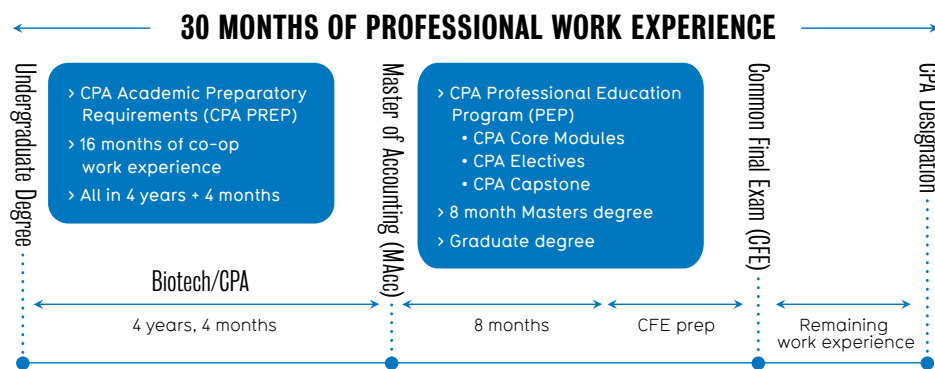 30 MONTHS OF PROFESSIONAL WORK EXPERIENCE
Undergraduate Degree
> CPA Academic Preparatory
Requirements (CPA PREP)
> 16 months of co-op
work experience
> All in 4 years + 4 months
Biotech/CPA
4 years, 4 months
Master of Accounting (MAcc)
> CPA Professional Education
Program (PEP)
• CPA Core Modules
• CPA Electives
• CPA Capstone
> 8 month Masters degree
> Graduate degree
8 months
CFE prep
Commmon Final Exam (CFE)
Remaining
work experience
CPA Designation